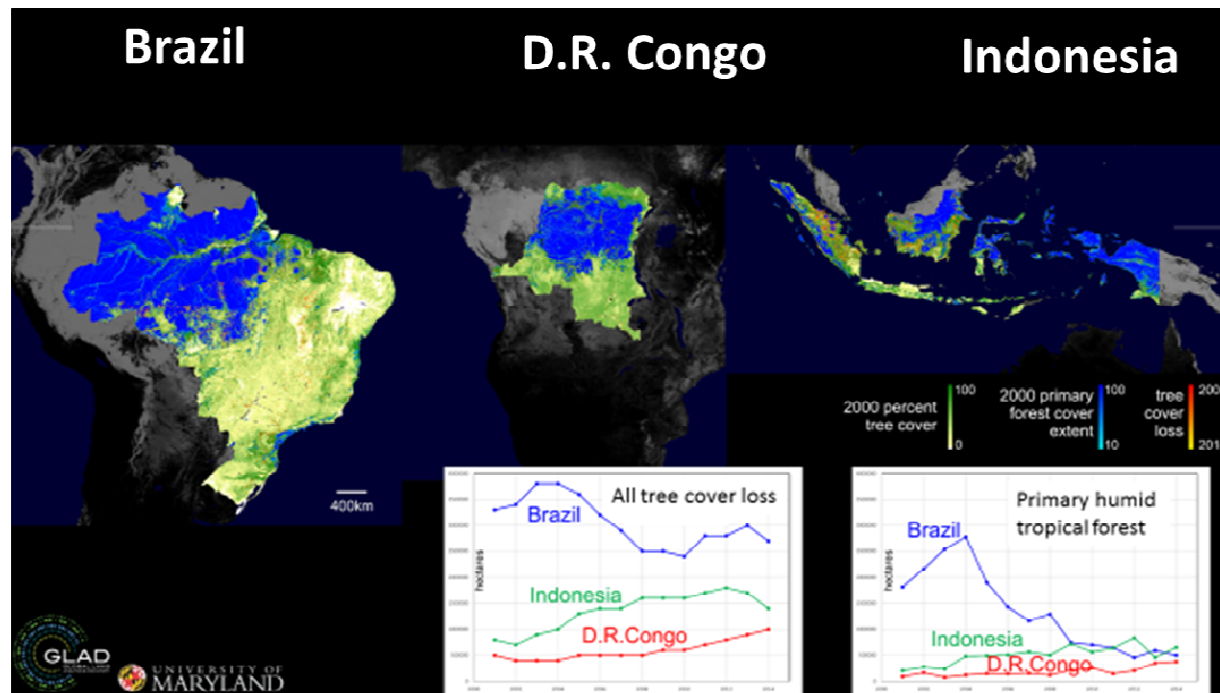 Brazil
D.R. Congo
Indonesia
2000 percent
tree cover
100
0
2000 primary
forest cover
extent
100
10
tree
cover
loss
200
201
400km
All tree cover loss
Brazil
Indonesia
D.R.Congo
hectares
Primary humid
tropical forest
Brazil
Indonesia
D.R.Congo
hectares
GLAD
UNIVERSITY OF
MARYLAND